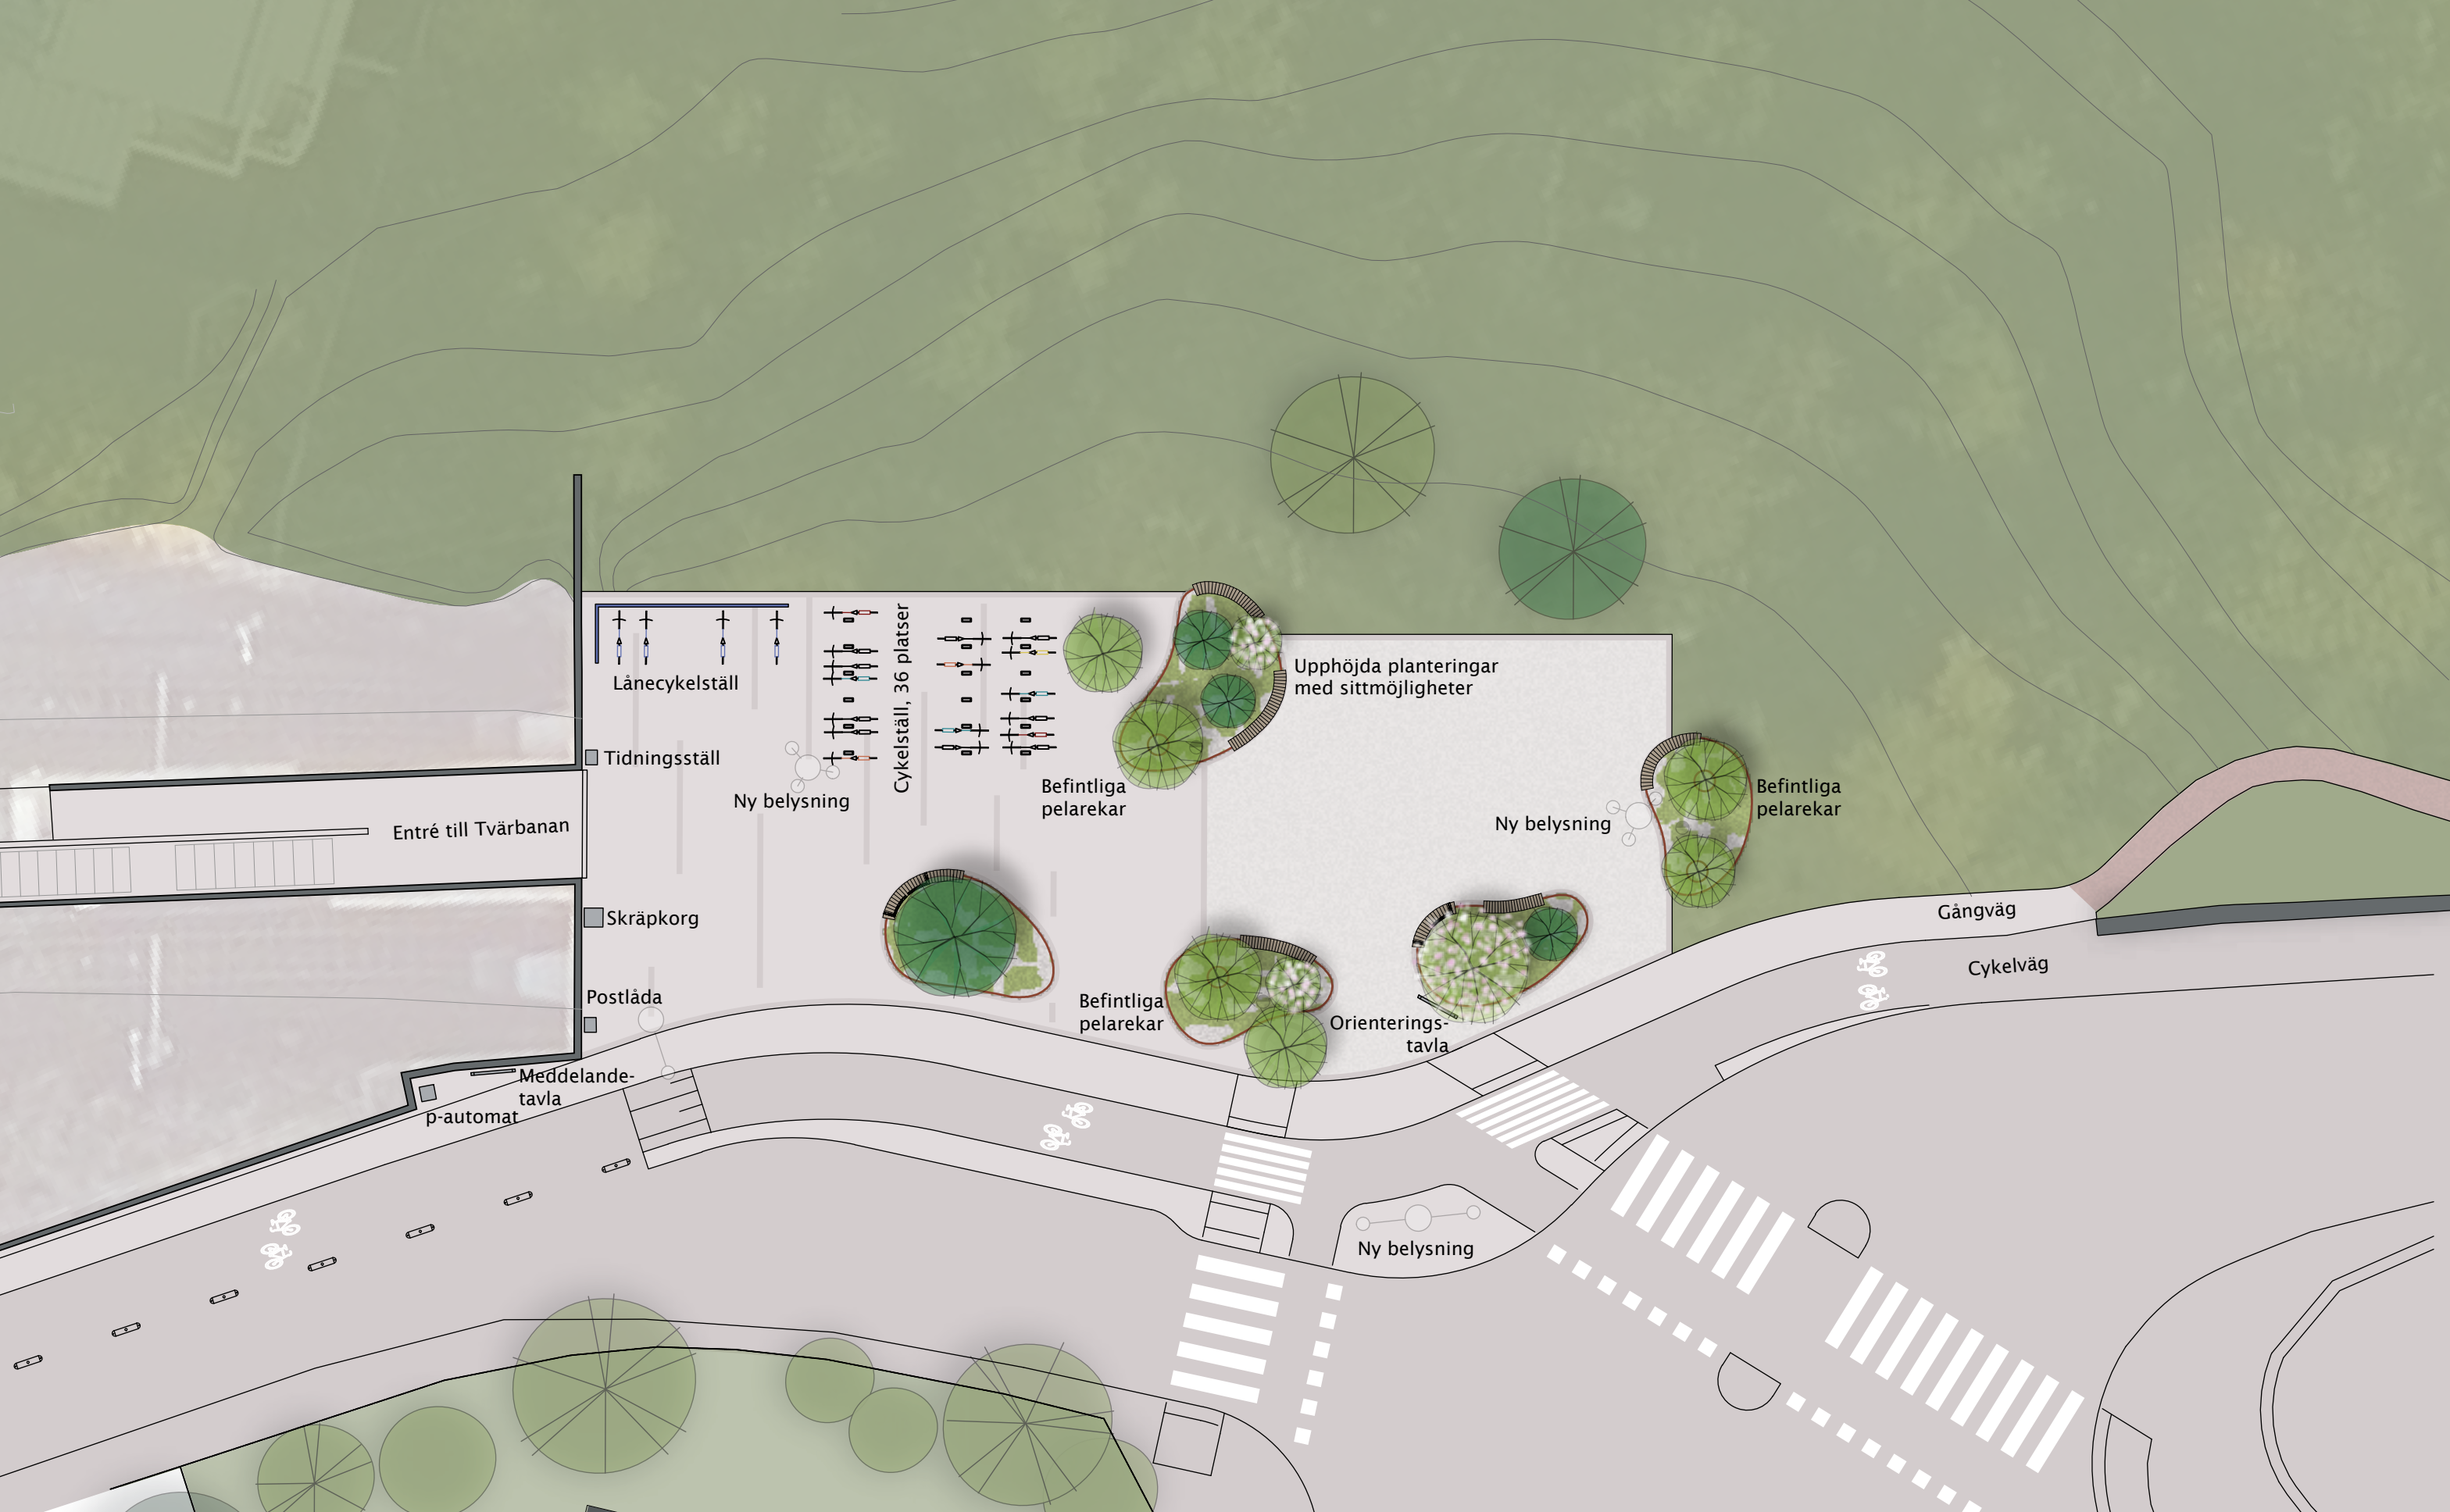 Lånecykelställ
Cykelställ, 36 platser
Upphöjda planteringar
med sittmöjligheter
Tidningsställ
Ny belysning
Befintliga
pelarekar
Befintliga
pelarekar
Ny belysning
Entré till Tvärbanan
Skräpkorg
Gångväg
Cykelväg
Postlåda
Befintliga
pelarekar
Orienterings-
tavla
Meddelande-
tavla
p-automat
Ny belysning